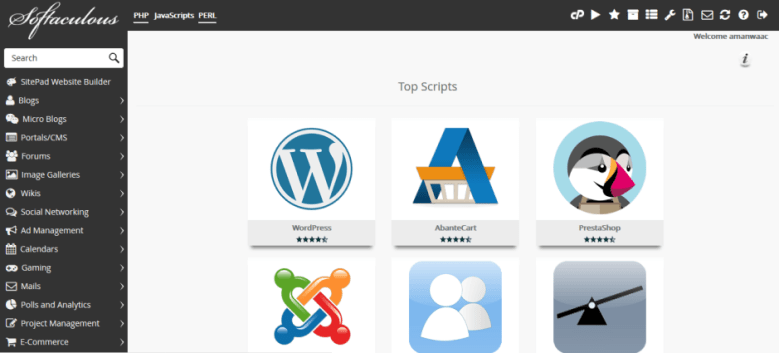 Softaculous
PHP JavaScripts PERL
cP
Welcome amanwaac
Search
i
SitePad Website Builder
Blogs
Micro Blogs
Portals/CMS
Forums
Image Galleries
Wikis
Social Networking
Ad Management
Calendars
Gaming
Mails
Polls and Analytics
Project Management
E-Commerce
Top Scripts
WordPress
AbanteCart
PrestaShop